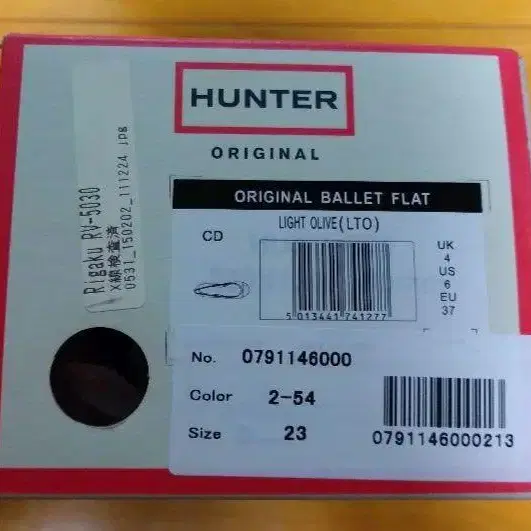 HUNTER
ORIGINAL
Rigaku RV-5030
X線検査済
0531_150202_111224 jpg
ORIGINAL BALLET FLAT
LIGHT OLIVE(LTO)
CD
5 013441 741277
UK
4
US
6
EU
37
No. 0791146000
Color 2-54
Size 23
0791146000213